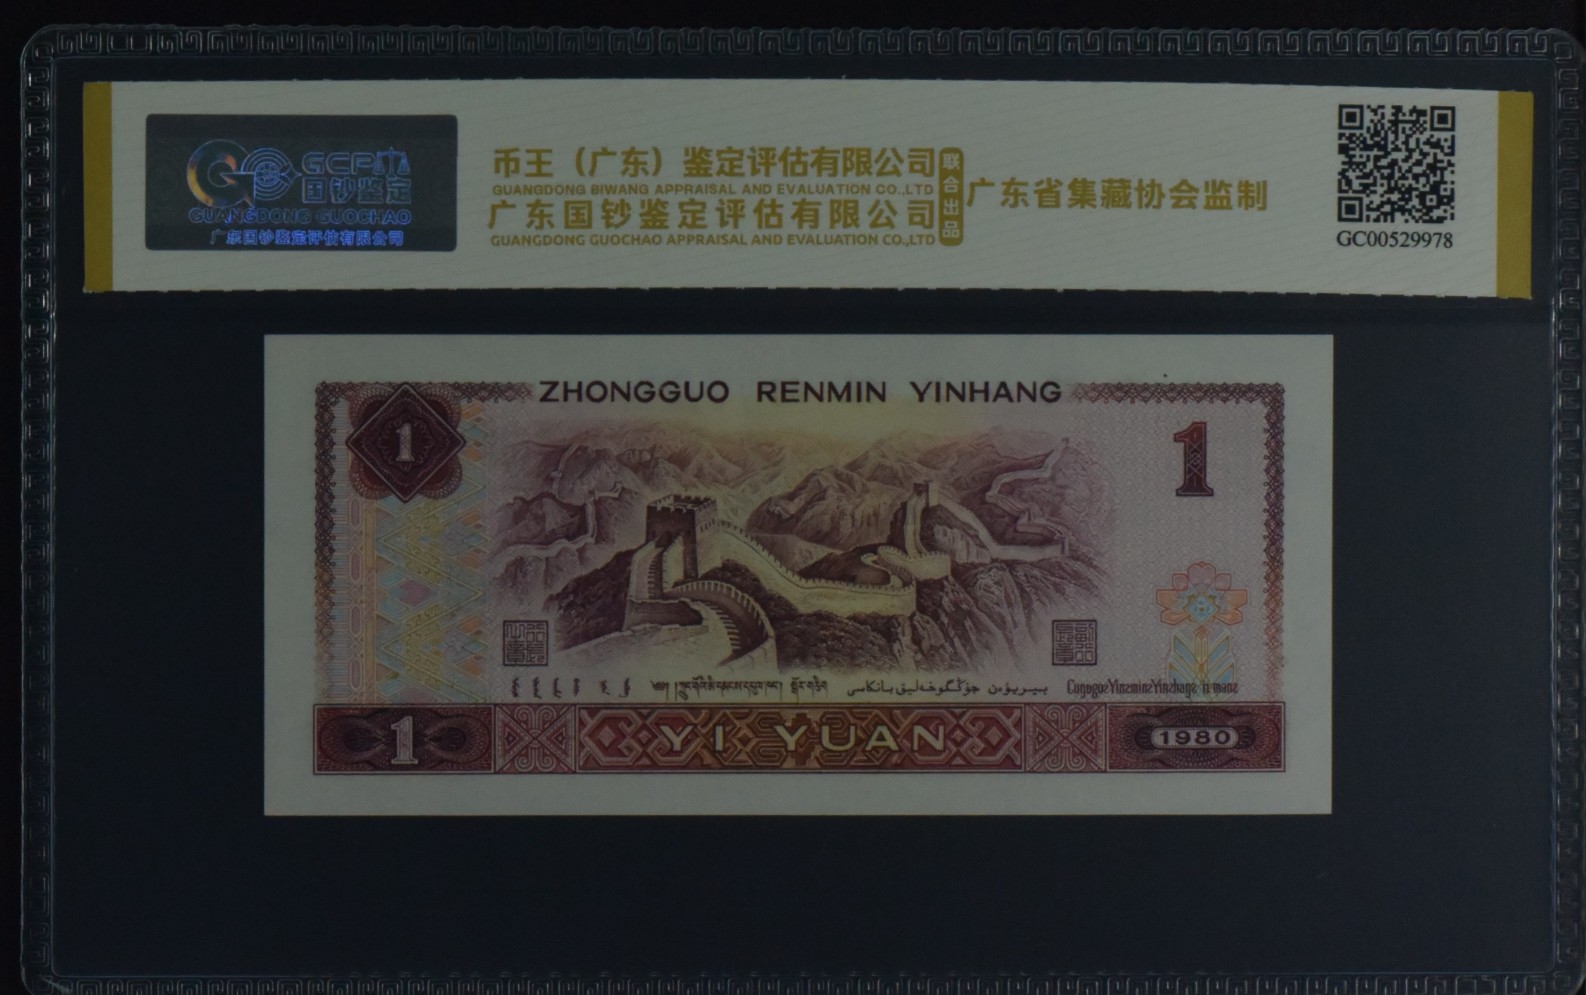 GCP
国钞鉴定
GUANGDONG GUOCHAO
广东国钞鉴定评估有限公司
币王（广东）鉴定评估有限公司
GUANGDONG BIWANG APPRAISAL AND EVALUATION CO.,LTD
广东国钞鉴定评估有限公司
GUANGDONG GUOCHAO APPRAISAL AND EVALUATION CO.,LTD
联合出品
广东省集藏协会监制
GC00529978
ZHONGGUO RENMIN YINHANG
1
1
1
YI YUAN
1980